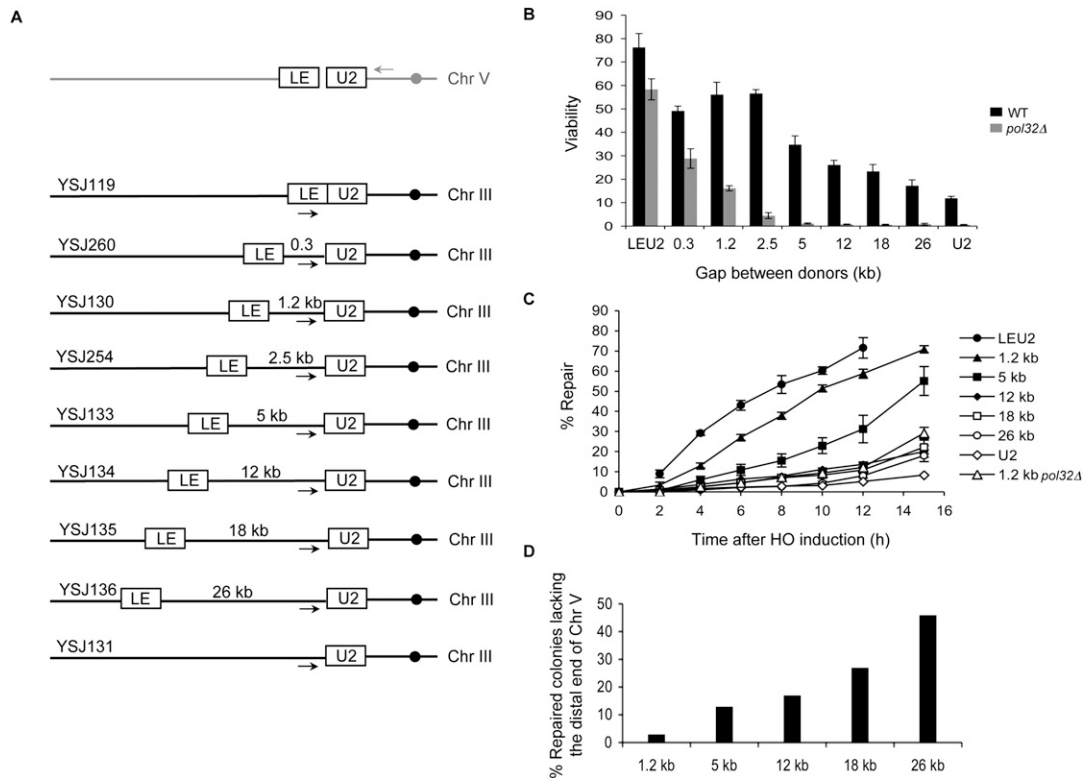 A
LE U2 Chr V
YSJ119 LE U2 Chr III
YSJ260 LE 0.3 U2 Chr III
YSJ130 LE 1.2 kb U2 Chr III
YSJ254 LE 2.5 kb U2 Chr III
YSJ133 LE 5 kb U2 Chr III
YSJ134 LE 12 kb U2 Chr III
YSJ135 LE 18 kb U2 Chr III
YSJ136 LE 26 kb U2 Chr III
YSJ131 U2 Chr III
B
Viability
90
80
70
60
50
40
30
20
10
0
LEU2 0.3 1.2 2.5 5 12 18 26 U2
Gap between donors (kb)
WT
pol32Δ
C
% Repair
90
80
70
60
50
40
30
20
10
0
0 2 4 6 8 10 12 14 16
Time after HO induction (h)
LEU2
1.2 kb
5 kb
12 kb
18 kb
26 kb
U2
1.2 kb pol32Δ
D
% Repaired colonies lacking
the distal end of Chr V
50
40
30
20
10
0
1.2 kb 5 kb 12 kb 18 kb 26 kb